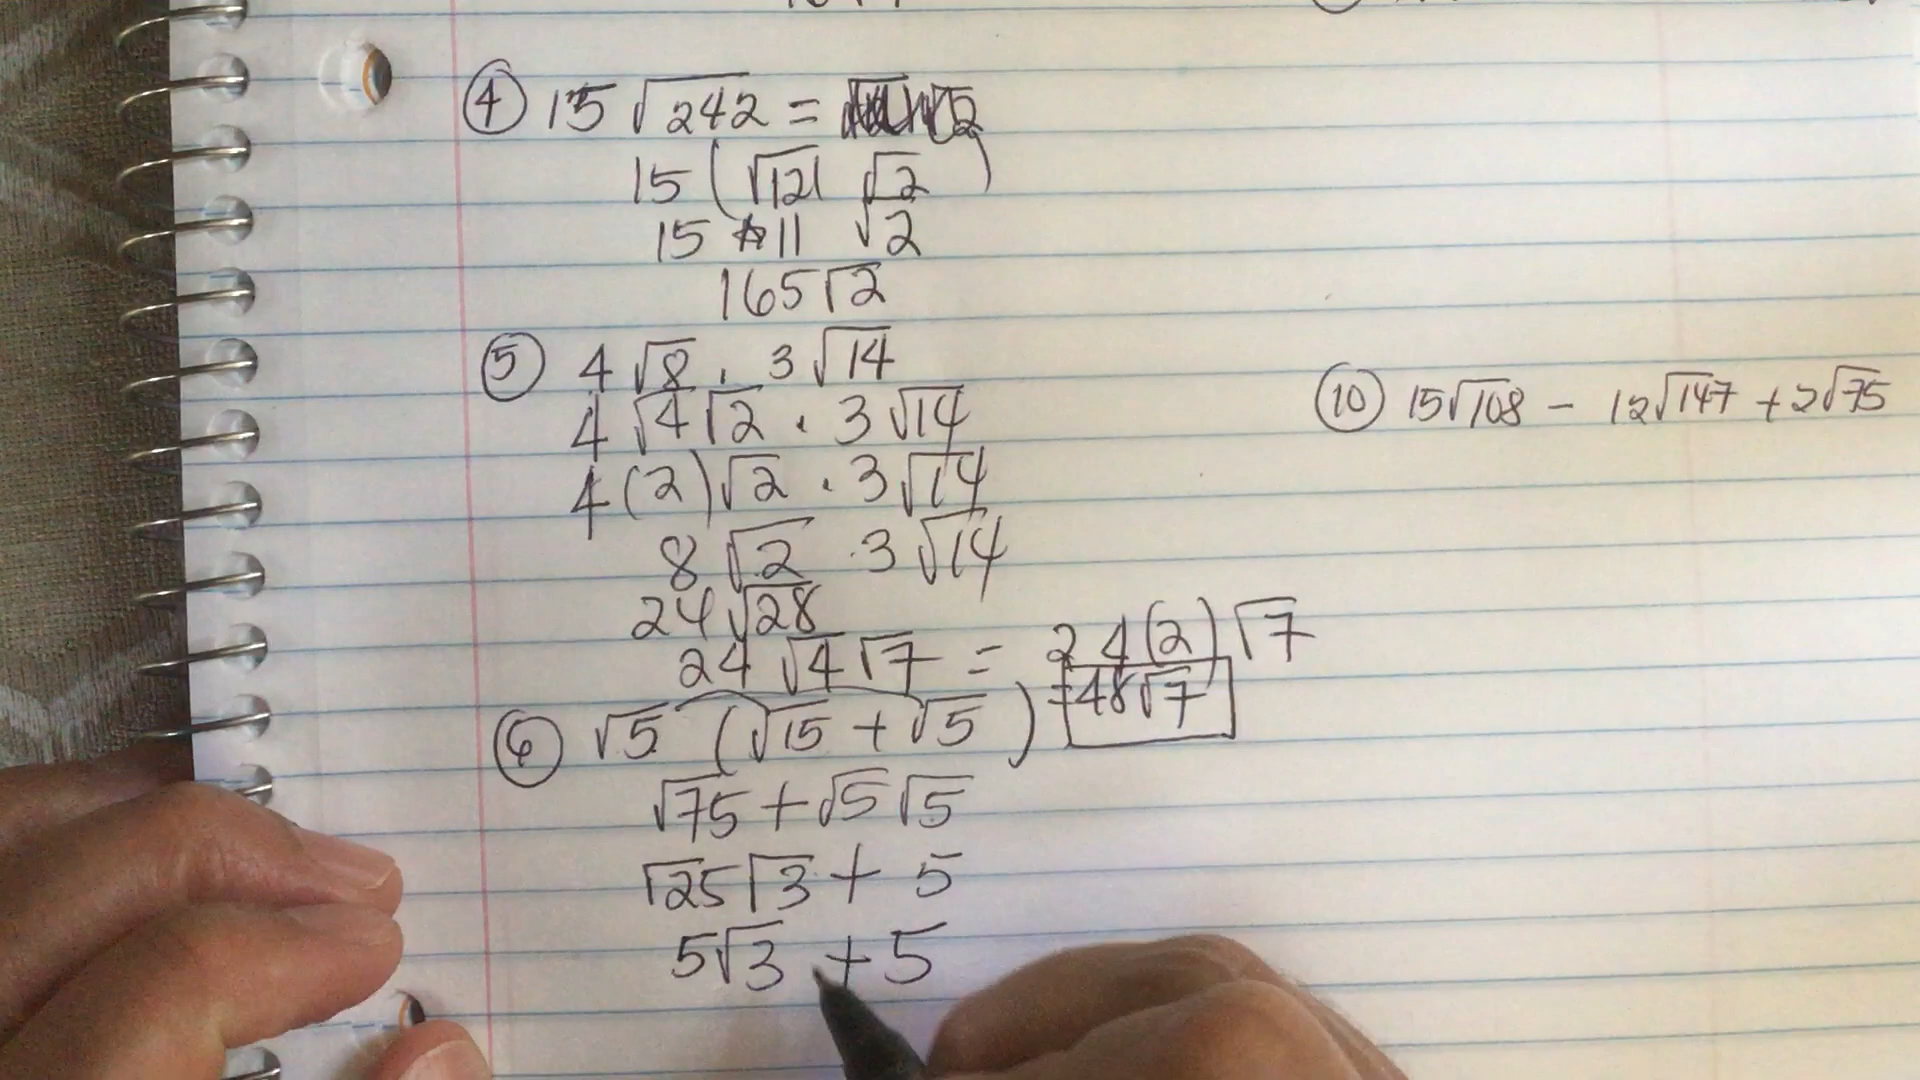 ④ 15 √242 =
15 ( √121 √2 )
15 * 11 √2
165√2
⑤ 4 √8 . 3 √14
4 √4 √2 . 3 √14
4 (2) √2 . 3 √14
8 √2 . 3 √14
24 √28
24 √4 √7 = 24(2) √7
= 48√7
⑥ √5 ( √15 + √5 )
√75 + √5 √5
√25 √3 + 5
5√3 + 5
⑩ 15√108 - 12√147 + 2√75